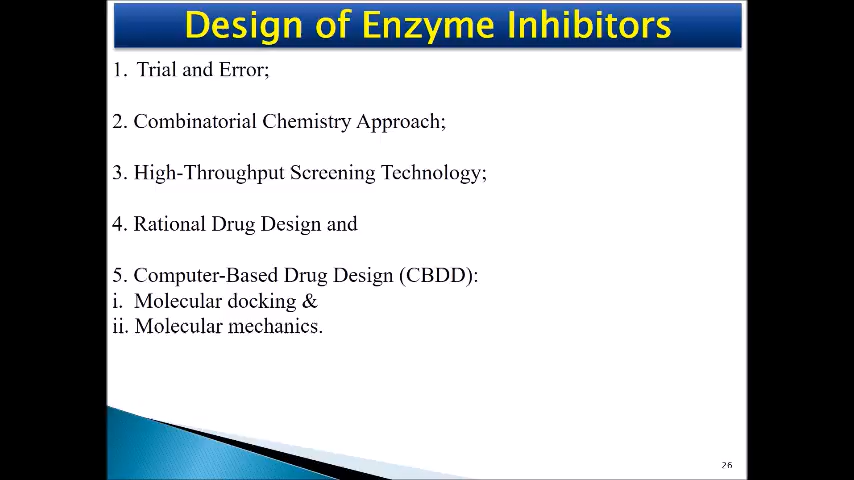 Design of Enzyme Inhibitors
1. Trial and Error;
2. Combinatorial Chemistry Approach;
3. High-Throughput Screening Technology;
4. Rational Drug Design and
5. Computer-Based Drug Design (CBDD):
i. Molecular docking &
ii. Molecular mechanics.
26